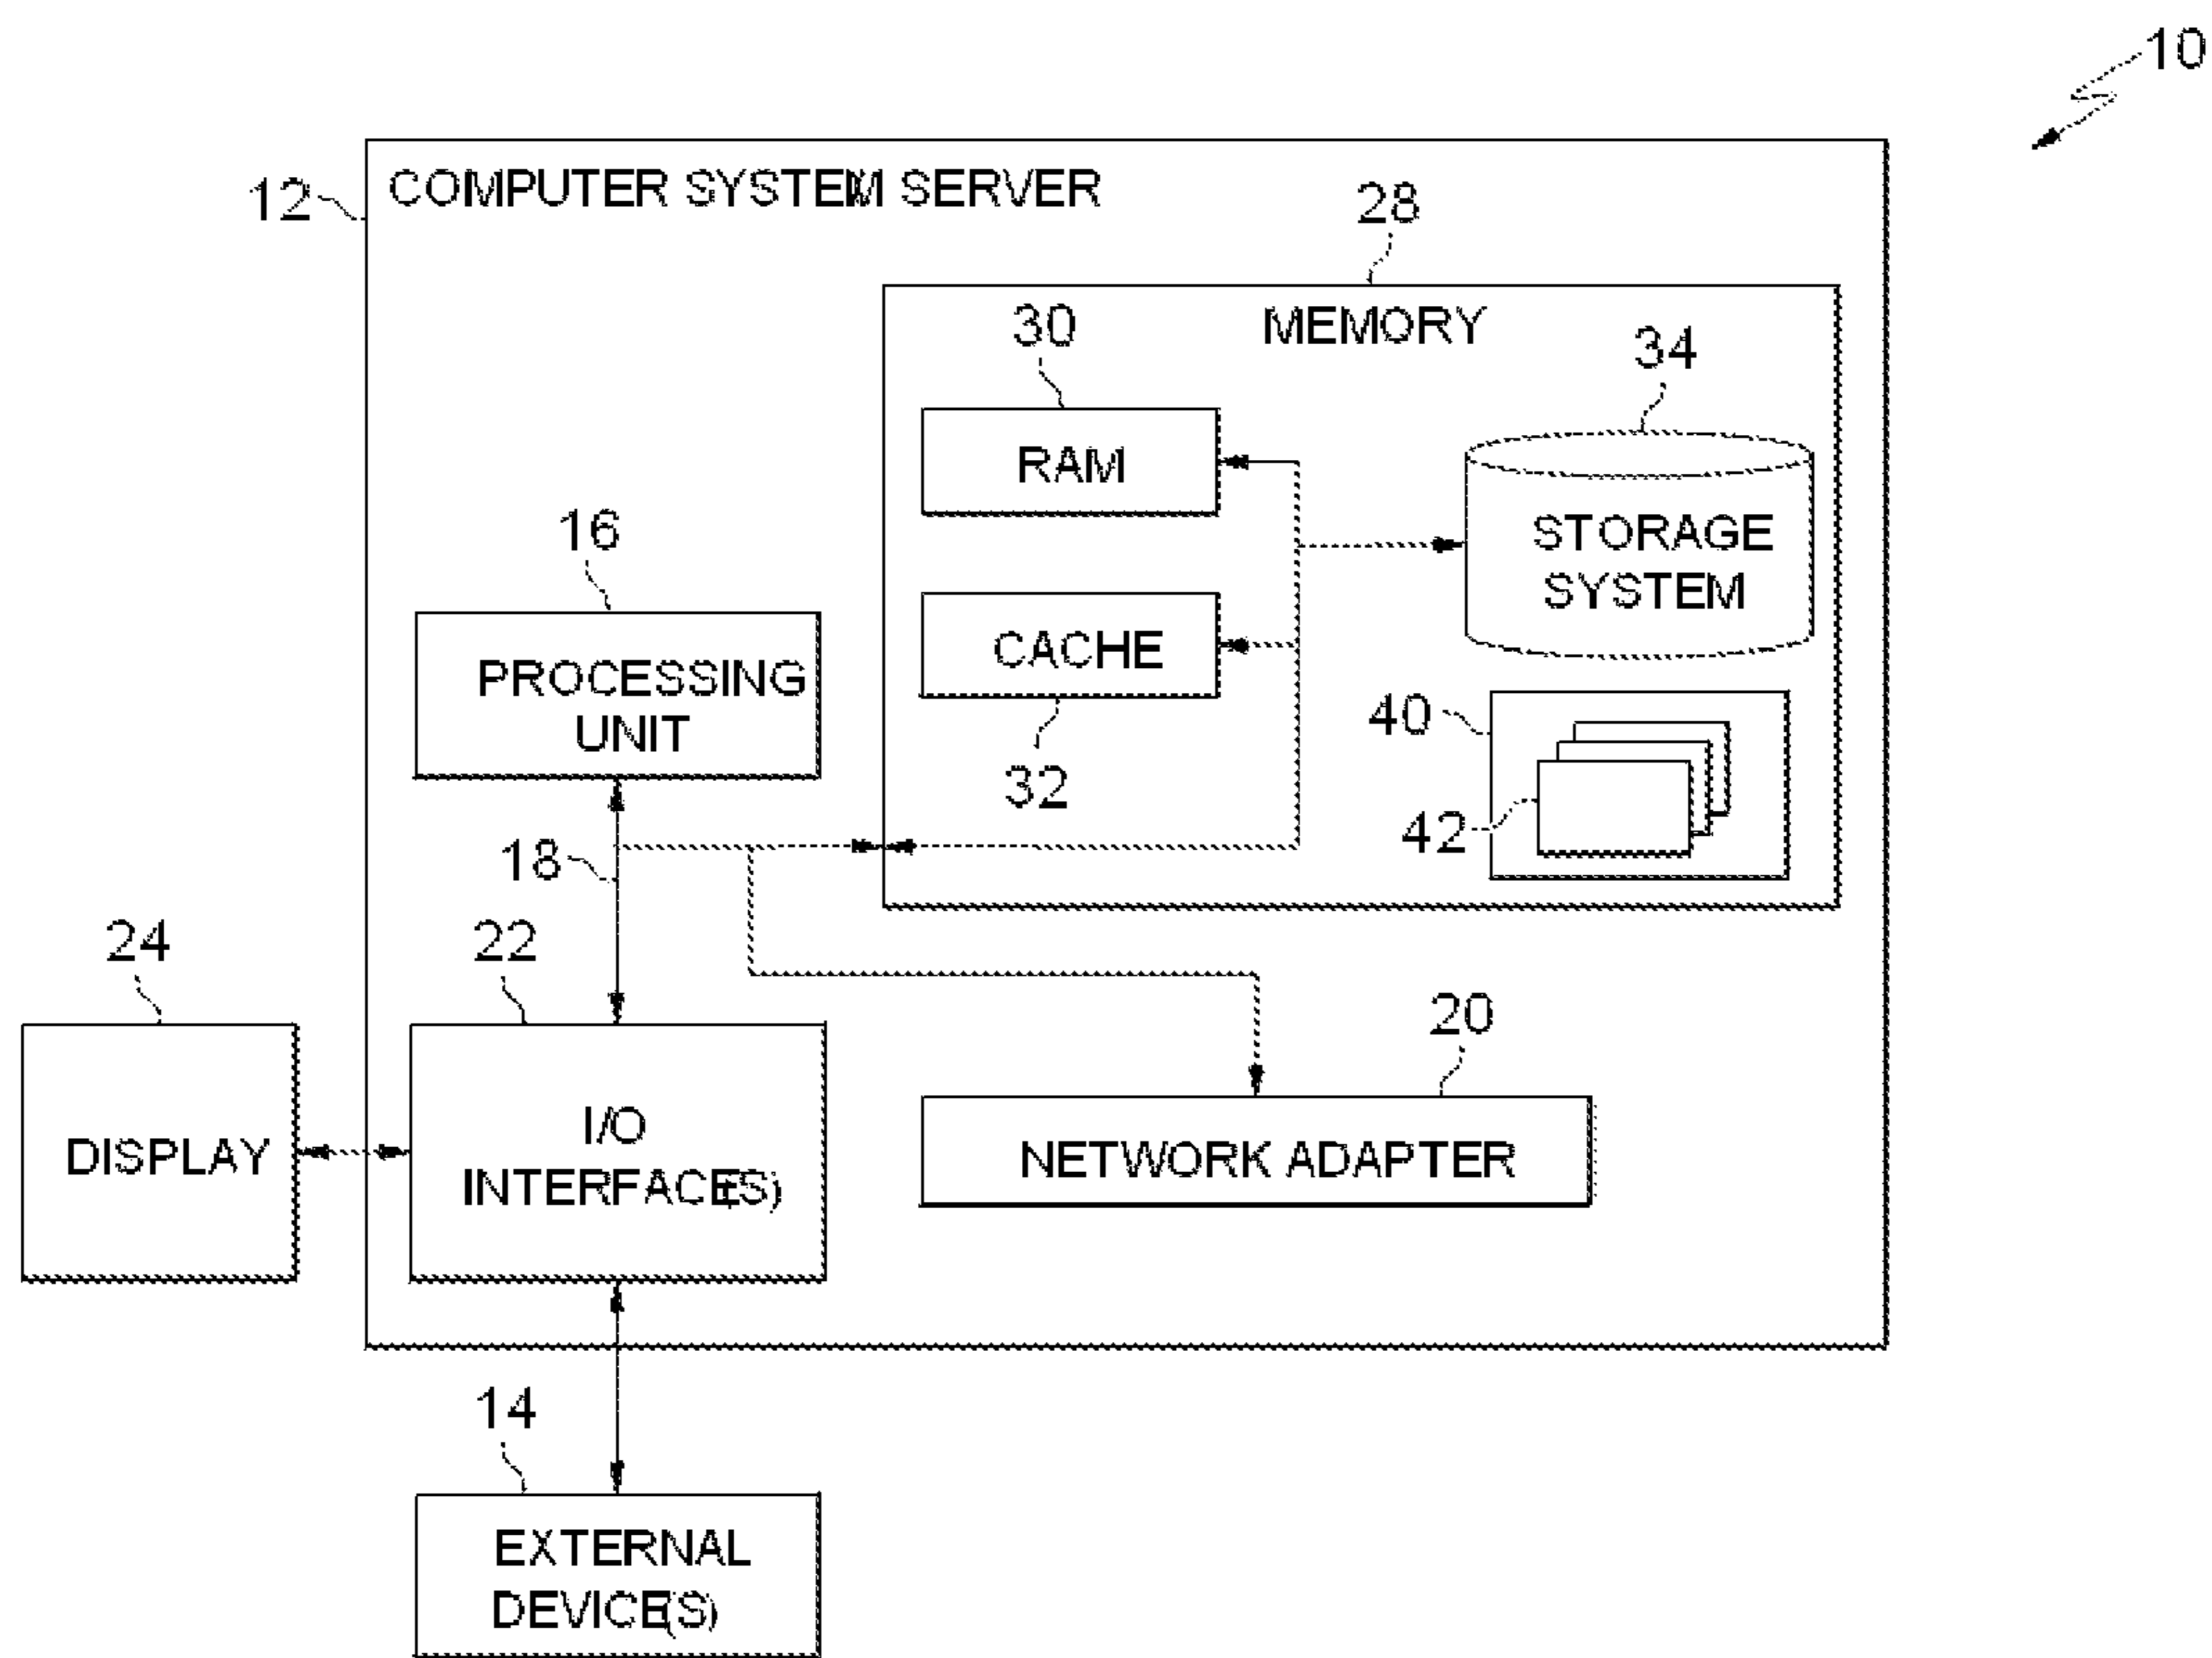 10
12
COMPUTER SYSTEM SERVER
28
MEMORY
30
RAM
34
STORAGE
SYSTEM
16
PROCESSING
UNIT
CACHE
32
40
42
18
24
DISPLAY
22
I/O
INTERFACE(S)
20
NETWORK ADAPTER
14
EXTERNAL
DEVICE(S)